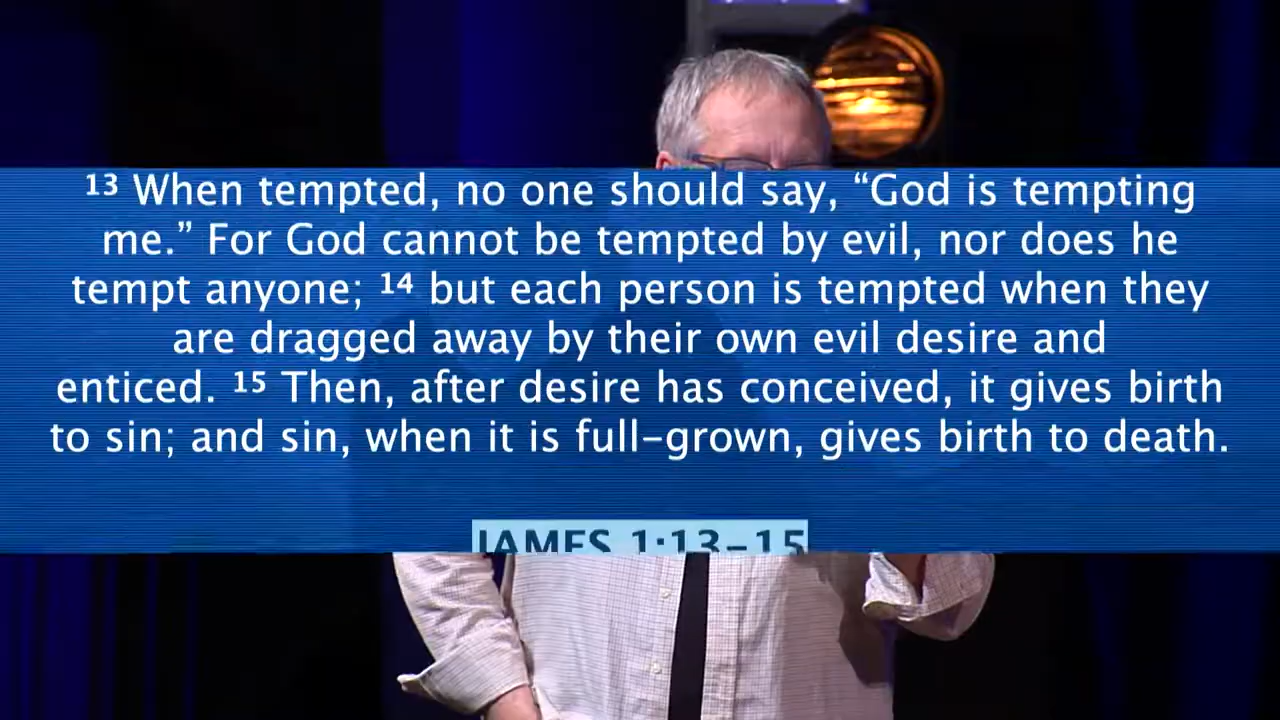 ¹³ When tempted, no one should say, “God is tempting
me.” For God cannot be tempted by evil, nor does he
tempt anyone; ¹⁴ but each person is tempted when they
are dragged away by their own evil desire and
enticed. ¹⁵ Then, after desire has conceived, it gives birth
to sin; and sin, when it is full-grown, gives birth to death.
JAMES 1:13-15